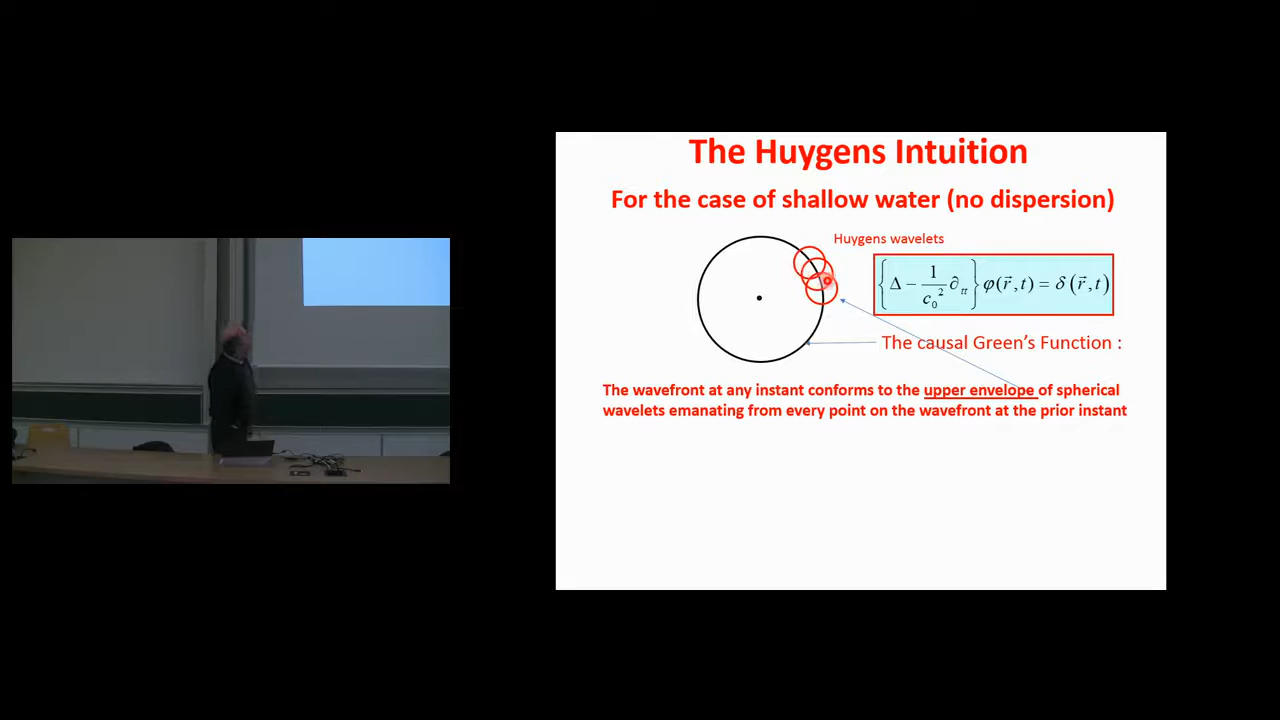 The Huygens Intuition
For the case of shallow water (no dispersion)
Huygens wavelets
{Δ − 1/c₀² ∂ₜₜ} φ(r⃗, t) = δ(r⃗, t)
The causal Green's Function :
The wavefront at any instant conforms to the upper envelope of spherical
wavelets emanating from every point on the wavefront at the prior instant